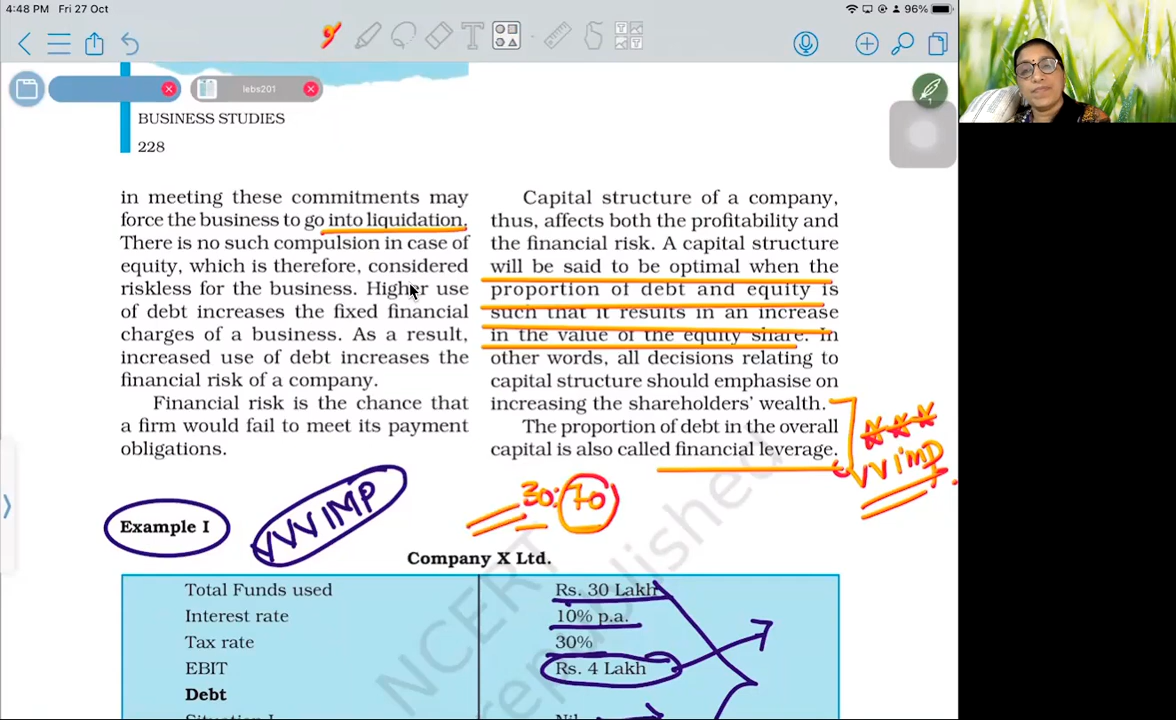 4:48 PM Fri 27 Oct
96%
lebs201
BUSINESS STUDIES
228
in meeting these commitments may
force the business to go into liquidation.
There is no such compulsion in case of
equity, which is therefore, considered
riskless for the business. Higher use
of debt increases the fixed financial
charges of a business. As a result,
increased use of debt increases the
financial risk of a company.
Financial risk is the chance that
a firm would fail to meet its payment
obligations.
Capital structure of a company,
thus, affects both the profitability and
the financial risk. A capital structure
will be said to be optimal when the
proportion of debt and equity is
such that it results in an increase
in the value of the equity share. In
other words, all decisions relating to
capital structure should emphasise on
increasing the shareholders' wealth.
The proportion of debt in the overall
capital is also called financial leverage.
VV imp
30:70
Example I
VVV IMP
Company X Ltd.
Total Funds used Rs. 30 Lakh
Interest rate 10% p.a.
Tax rate 30%
EBIT Rs. 4 Lakh
Debt
Situation I Nil
NCERT
republished